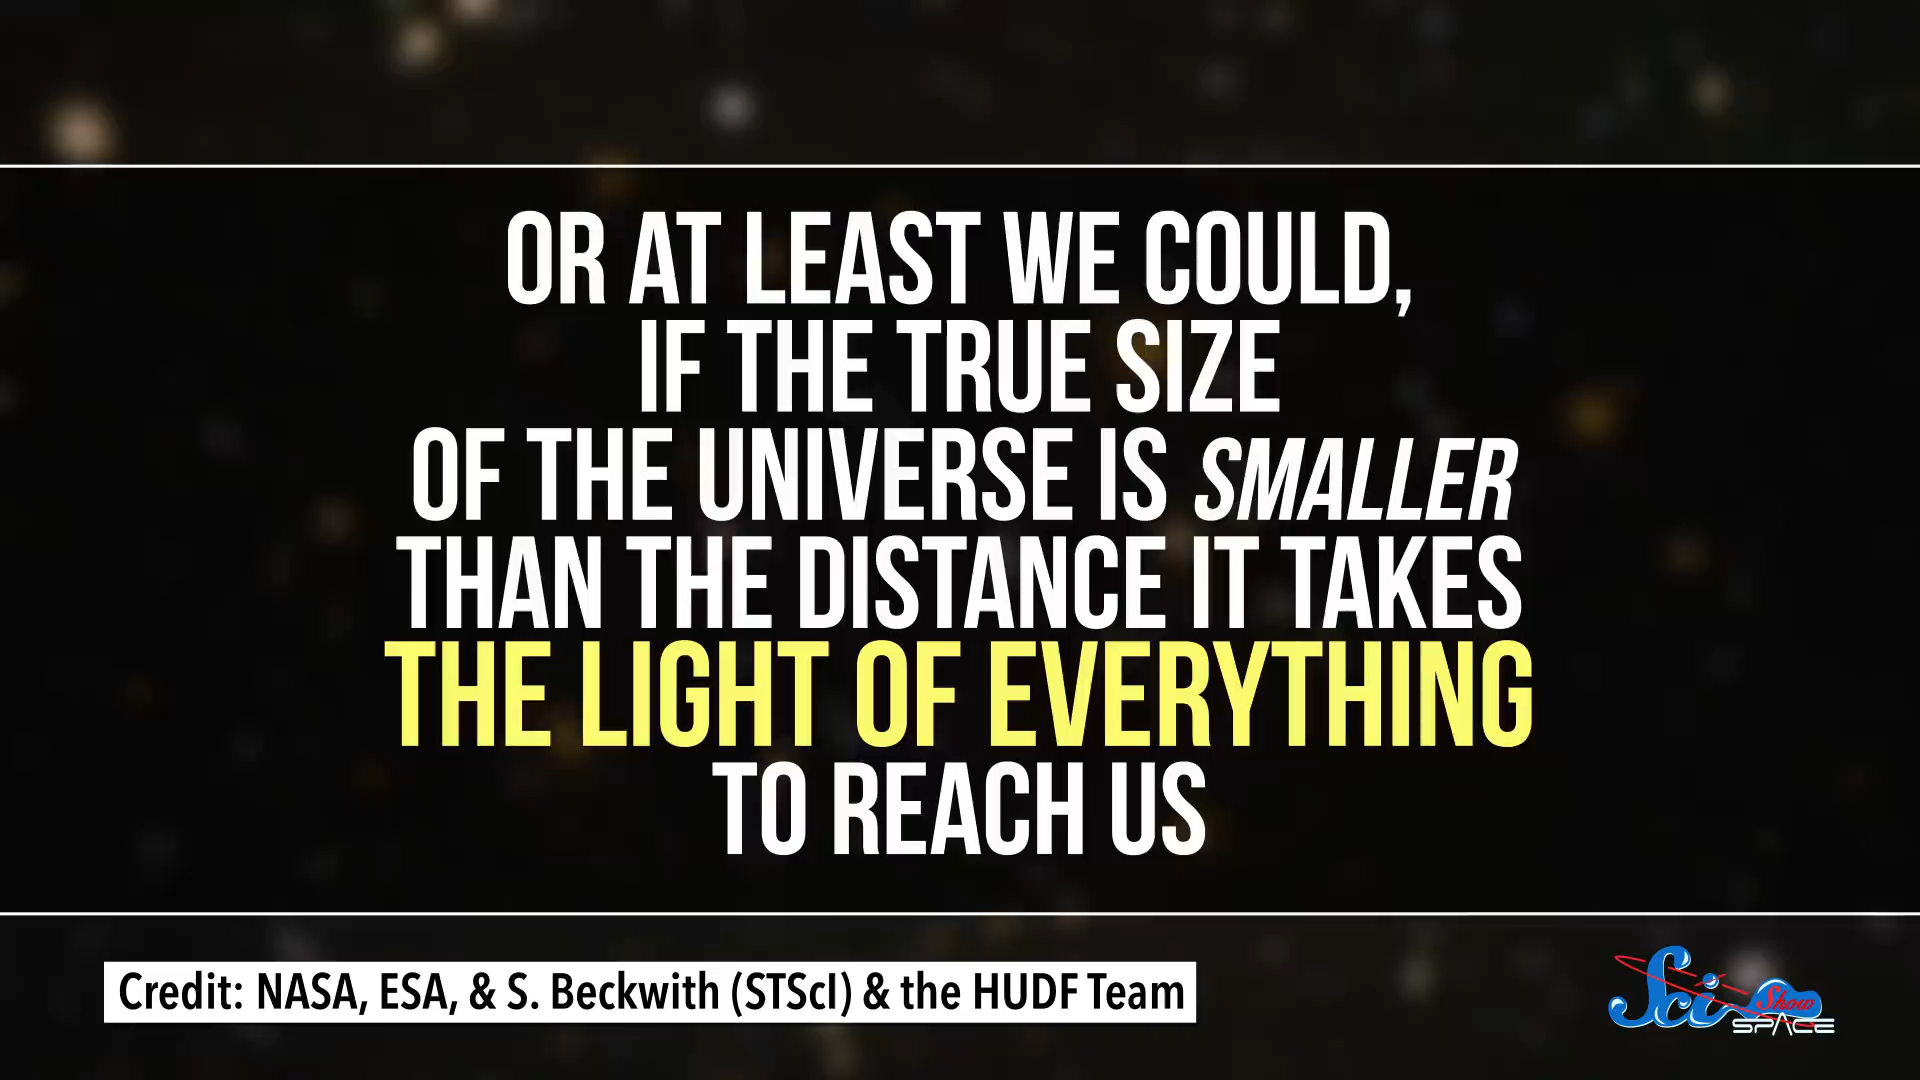 OR AT LEAST WE COULD,
IF THE TRUE SIZE
OF THE UNIVERSE IS SMALLER
THAN THE DISTANCE IT TAKES
THE LIGHT OF EVERYTHING
TO REACH US
Credit: NASA, ESA, & S. Beckwith (STScI) & the HUDF Team
Sci Show
SPACE